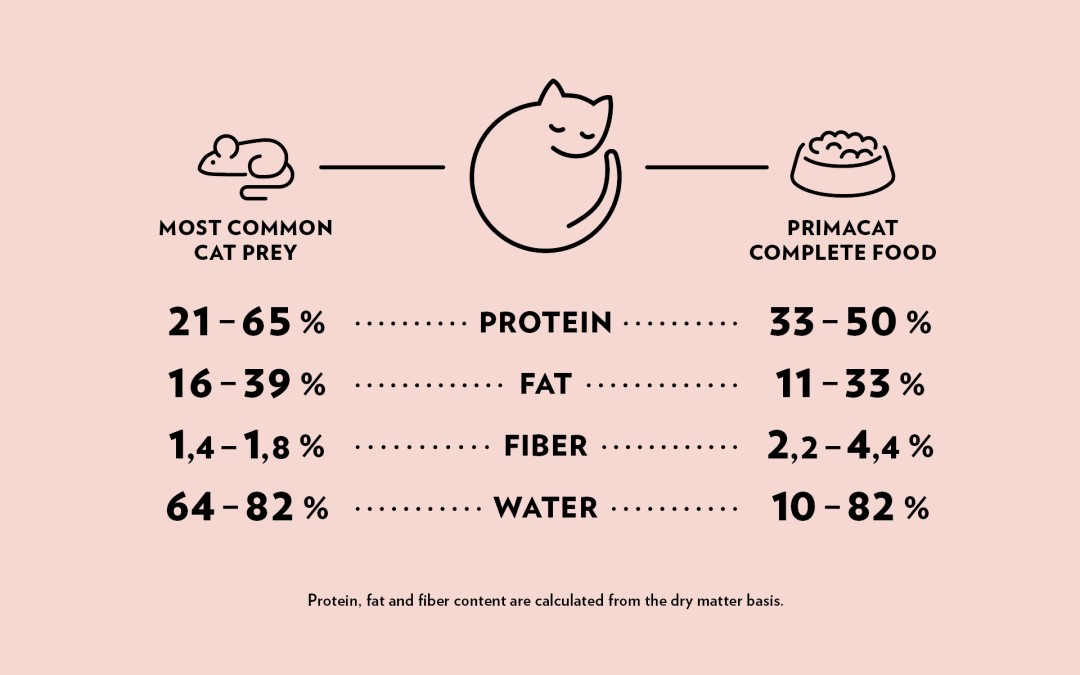 MOST COMMON
CAT PREY
PRIMACAT
COMPLETE FOOD
21 – 65 % .......... PROTEIN .......... 33 – 50 %
16 – 39 % ............. FAT ............. 11 – 33 %
1,4 – 1,8 % ............ FIBER ............ 2,2 – 4,4 %
64 – 82 % ............ WATER ............ 10 – 82 %
Protein, fat and fiber content are calculated from the dry matter basis.